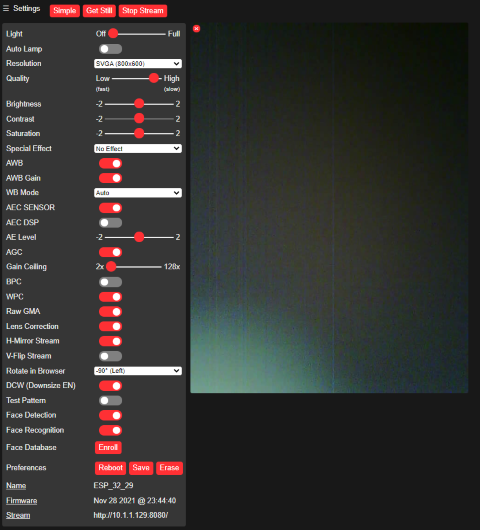 ☰ Settings Simple Get Still Stop Stream
Light Off Full
Auto Lamp
Resolution SVGA (800x600)
Quality Low High
(fast) (slow)
Brightness -2 2
Contrast -2 2
Saturation -2 2
Special Effect No Effect
AWB
AWB Gain
WB Mode Auto
AEC SENSOR
AEC DSP
AE Level -2 2
AGC
Gain Ceiling 2x 128x
BPC
WPC
Raw GMA
Lens Correction
H-Mirror Stream
V-Flip Stream
Rotate in Browser -90° (Left)
DCW (Downsize EN)
Test Pattern
Face Detection
Face Recognition
Face Database Enroll
Preferences Reboot Save Erase
Name ESP_32_29
Firmware Nov 28 2021 @ 23:44:40
Stream http://10.1.1.129:8080/